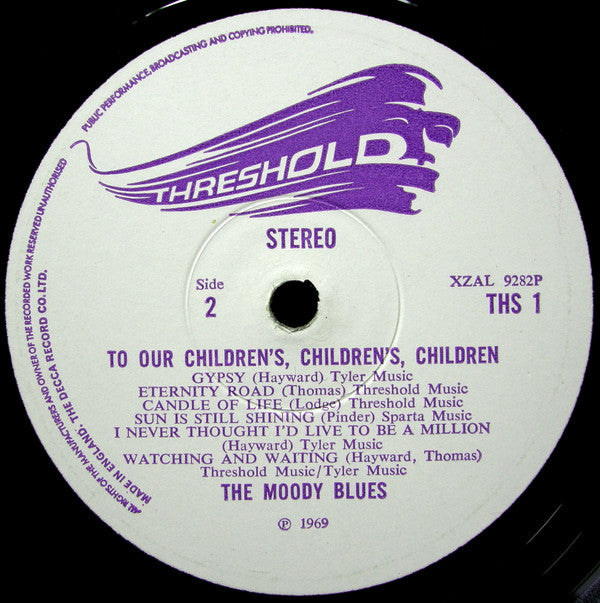 PUBLIC PERFORMANCE, BROADCASTING AND COPYING PROHIBITED.
ALL RIGHTS OF THE MANUFACTURERS AND OWNER OF THE RECORDED WORK RESERVED UNAUTHORISED
MADE IN ENGLAND. THE DECCA RECORD CO. LTD.
THRESHOLD
STEREO
Side
2
XZAL 9282P
THS 1
TO OUR CHILDREN'S, CHILDREN'S, CHILDREN
GYPSY (Hayward) Tyler Music
ETERNITY ROAD (Thomas) Threshold Music
CANDLE OF LIFE (Lodge) Threshold Music
SUN IS STILL SHINING (Pinder) Sparta Music
I NEVER THOUGHT I'D LIVE TO BE A MILLION
(Hayward) Tyler Music
WATCHING AND WAITING (Hayward, Thomas)
Threshold Music/Tyler Music
THE MOODY BLUES
℗ 1969